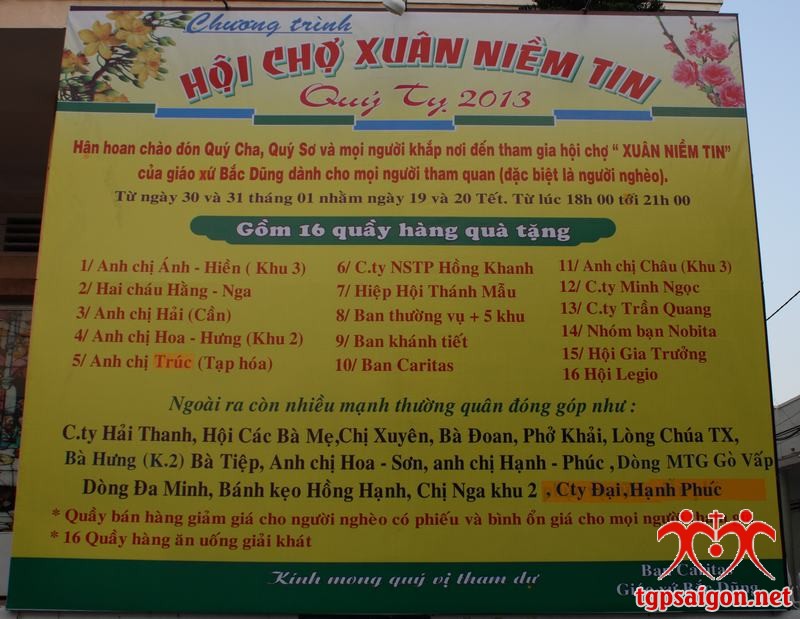 Chương trình
HỘI CHỢ XUÂN NIỀM TIN
Quý Tỵ 2013
Hân hoan chào đón Quý Cha, Quý Sơ và mọi người khắp nơi đến tham gia hội chợ “ XUÂN NIỀM TIN”
của giáo xứ Bắc Dũng dành cho mọi người tham quan (đặc biệt là người nghèo).
Từ ngày 30 và 31 tháng 01 nhằm ngày 19 và 20 Tết. Từ lúc 18h 00 tới 21h 00
Gồm 16 quầy hàng quà tặng
1/ Anh chị Ánh - Hiền ( Khu 3)
2/ Hai cháu Hằng - Nga
3/ Anh chị Hải (Cần)
4/ Anh chị Hoa - Hưng (Khu 2)
5/ Anh chị Trúc (Tạp hóa)
6/ C.ty NSTP Hồng Khanh
7/ Hiệp Hội Thánh Mẫu
8/ Ban thường vụ + 5 khu
9/ Ban khánh tiết
10/ Ban Caritas
11/ Anh chị Châu (Khu 3)
12/ C.ty Minh Ngọc
13/ C.ty Trần Quang
14/ Nhóm bạn Nobita
15/ Hội Gia Trưởng
16 Hội Legio
Ngoài ra còn nhiều mạnh thường quân đóng góp như :
C.ty Hải Thanh, Hội Các Bà Mẹ,Chị Xuyên, Bà Đoan, Phở Khải, Lòng Chúa TX,
Bà Hưng (K.2) Bà Tiệp, Anh chị Hoa - Sơn, anh chị Hạnh - Phúc , Dòng MTG Gò Vấp
Dòng Đa Minh, Bánh kẹo Hồng Hạnh, Chị Nga khu 2 , Cty Đại ,Hạnh Phúc
* Quầy bán hàng giảm giá cho người nghèo có phiếu và bình ổn giá cho mọi người
* 16 Quầy hàng ăn uống giải khát
Kính mong quý vị tham dự
Ban Caritas
Giáo xứ Bắc Dũng
tgpsaigon.net